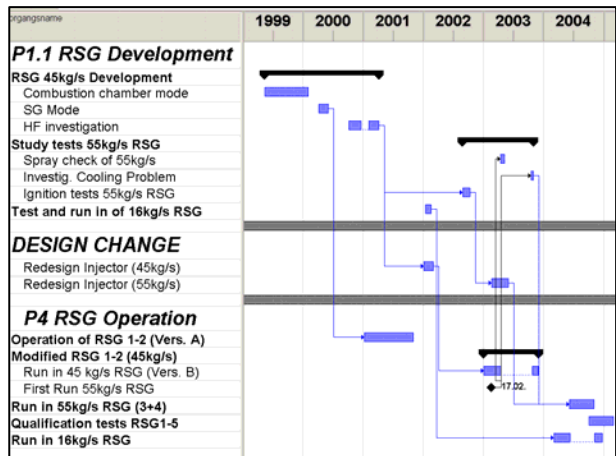 organgsname
1999 2000 2001 2002 2003 2004
P1.1 RSG Development
RSG 45kg/s Development
Combustion chamber mode
SG Mode
HF investigation
Study tests 55kg/s RSG
Spray check of 55kg/s
Investig. Cooling Problem
Ignition tests 55kg/s RSG
Test and run in of 16kg/s RSG
DESIGN CHANGE
Redesign Injector (45kg/s)
Redesign Injector (55kg/s)
P4 RSG Operation
Operation of RSG 1-2 (Vers. A)
Modified RSG 1-2 (45kg/s)
Run in 45 kg/s RSG (Vers. B)
First Run 55kg/s RSG 17.02.
Run in 55kg/s RSG (3+4)
Qualification tests RSG1-5
Run in 16kg/s RSG